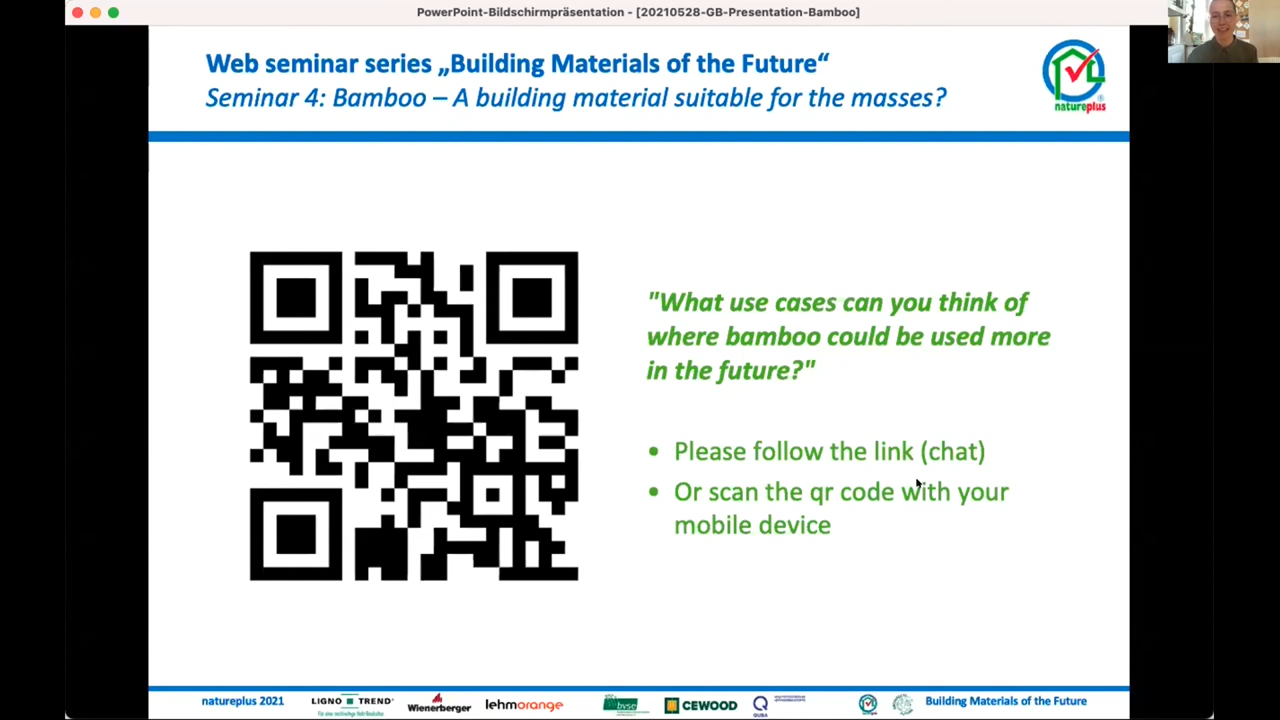 PowerPoint-Bildschirmpräsentation - [20210528-GB-Presentation-Bamboo]
Web seminar series „Building Materials of the Future“
Seminar 4: Bamboo – A building material suitable for the masses?
natureplus
"What use cases can you think of
where bamboo could be used more
in the future?"
• Please follow the link (chat)
• Or scan the qr code with your
mobile device
natureplus 2021
LIGNO TREND
Wienerberger
lehmorange
bvse
CEWOOD
QUBA
Building Materials of the Future